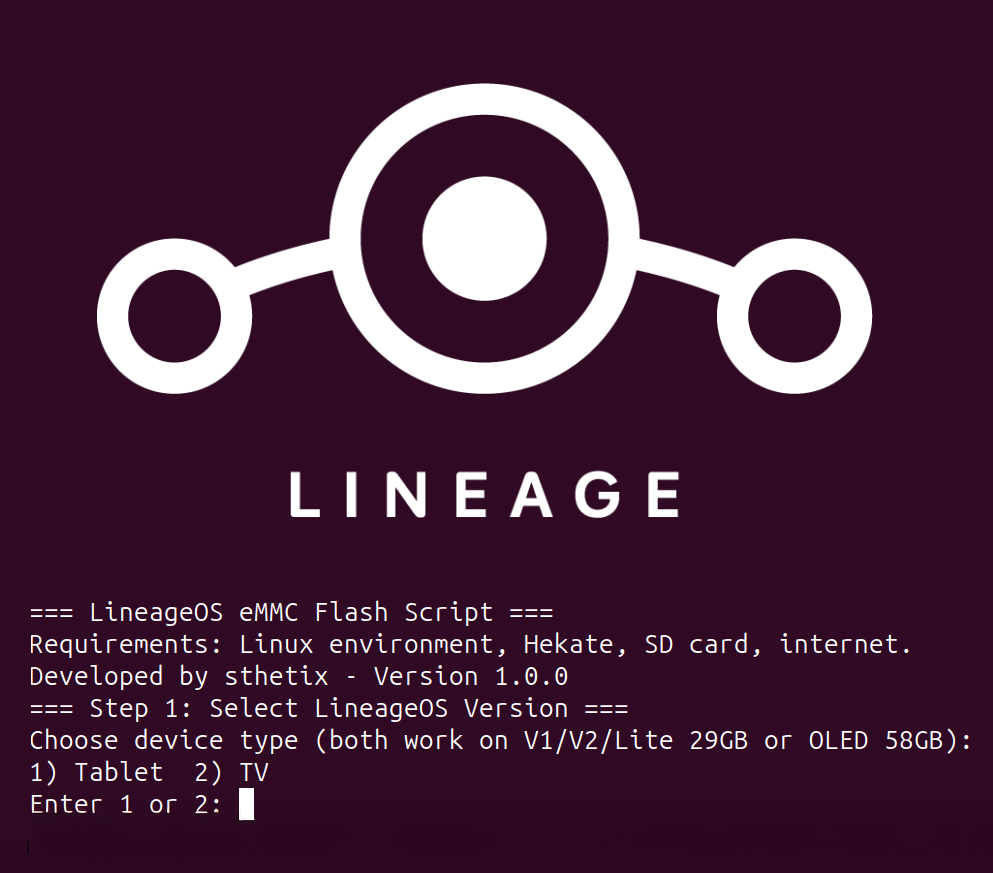 LINEAGE
=== LineageOS eMMC Flash Script ===
Requirements: Linux environment, Hekate, SD card, internet.
Developed by sthetix - Version 1.0.0
=== Step 1: Select LineageOS Version ===
Choose device type (both work on V1/V2/Lite 29GB or OLED 58GB):
1) Tablet  2) TV
Enter 1 or 2: